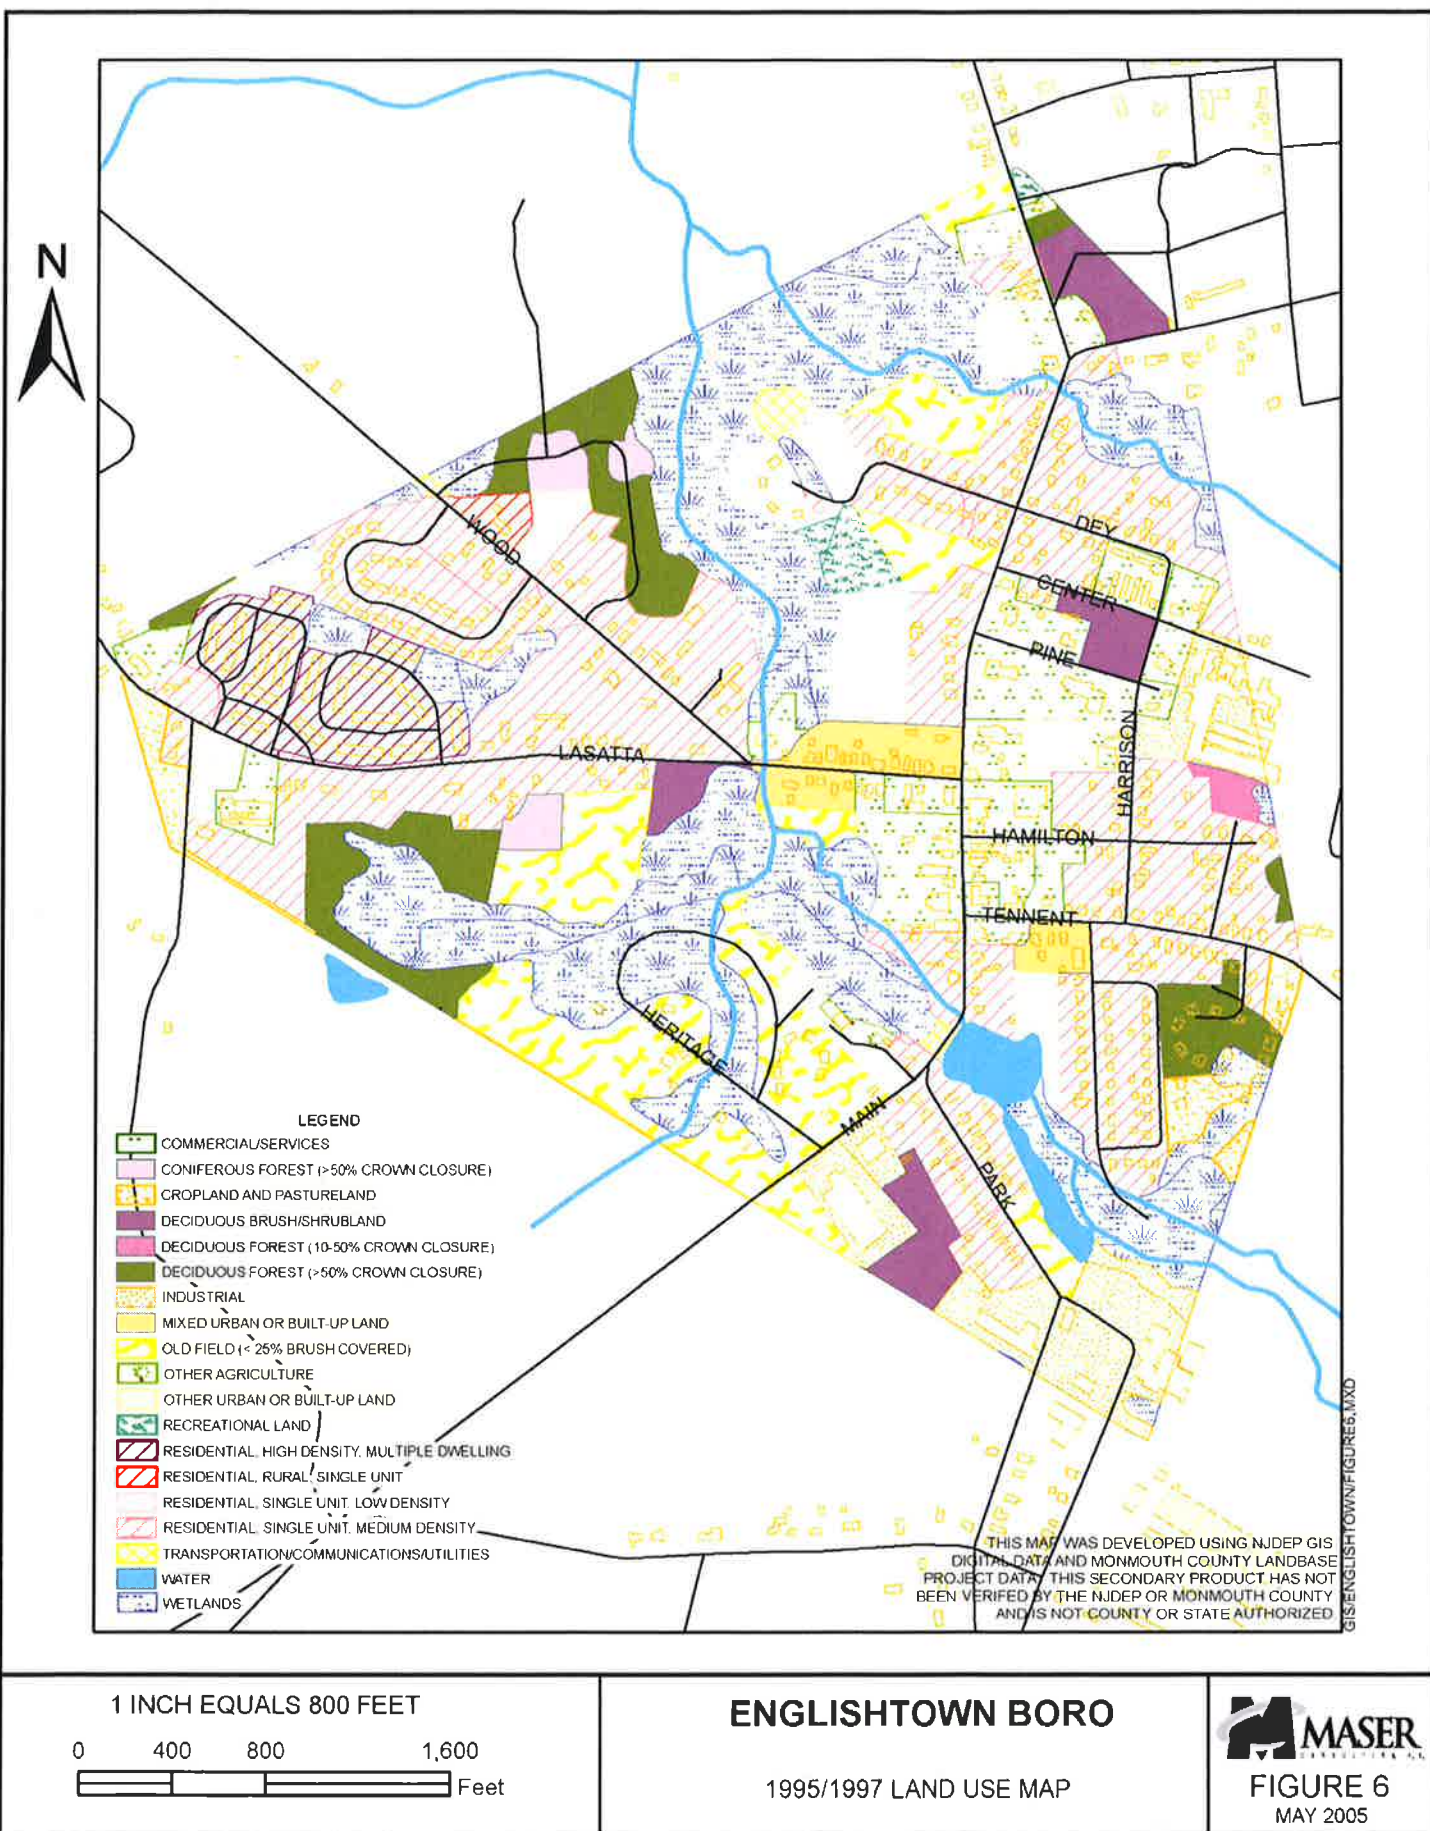 N
WOOD
DEY
CENTER
PINE
HARRISON
LASATTA
HAMILTON
TENNENT
HERITAGE
MAIN
PARK
LEGEND
COMMERCIAL/SERVICES
CONIFEROUS FOREST (>50% CROWN CLOSURE)
CROPLAND AND PASTURELAND
DECIDUOUS BRUSH/SHRUBLAND
DECIDUOUS FOREST (10-50% CROWN CLOSURE)
DECIDUOUS FOREST (>50% CROWN CLOSURE)
INDUSTRIAL
MIXED URBAN OR BUILT-UP LAND
OLD FIELD (< 25% BRUSH COVERED)
OTHER AGRICULTURE
OTHER URBAN OR BUILT-UP LAND
RECREATIONAL LAND
RESIDENTIAL, HIGH DENSITY, MULTIPLE DWELLING
RESIDENTIAL, RURAL, SINGLE UNIT
RESIDENTIAL, SINGLE UNIT, LOW DENSITY
RESIDENTIAL, SINGLE UNIT, MEDIUM DENSITY
TRANSPORTATION/COMMUNICATIONS/UTILITIES
WATER
WETLANDS
THIS MAP WAS DEVELOPED USING NJDEP GIS
DIGITAL DATA AND MONMOUTH COUNTY LANDBASE
PROJECT DATA. THIS SECONDARY PRODUCT HAS NOT
BEEN VERIFED BY THE NJDEP OR MONMOUTH COUNTY
AND IS NOT COUNTY OR STATE AUTHORIZED
GIS/ENGLISHTOWN/FIGURE6.MXD
1 INCH EQUALS 800 FEET
0 400 800 1,600
Feet
ENGLISHTOWN BORO
1995/1997 LAND USE MAP
MASER
FIGURE 6
MAY 2005